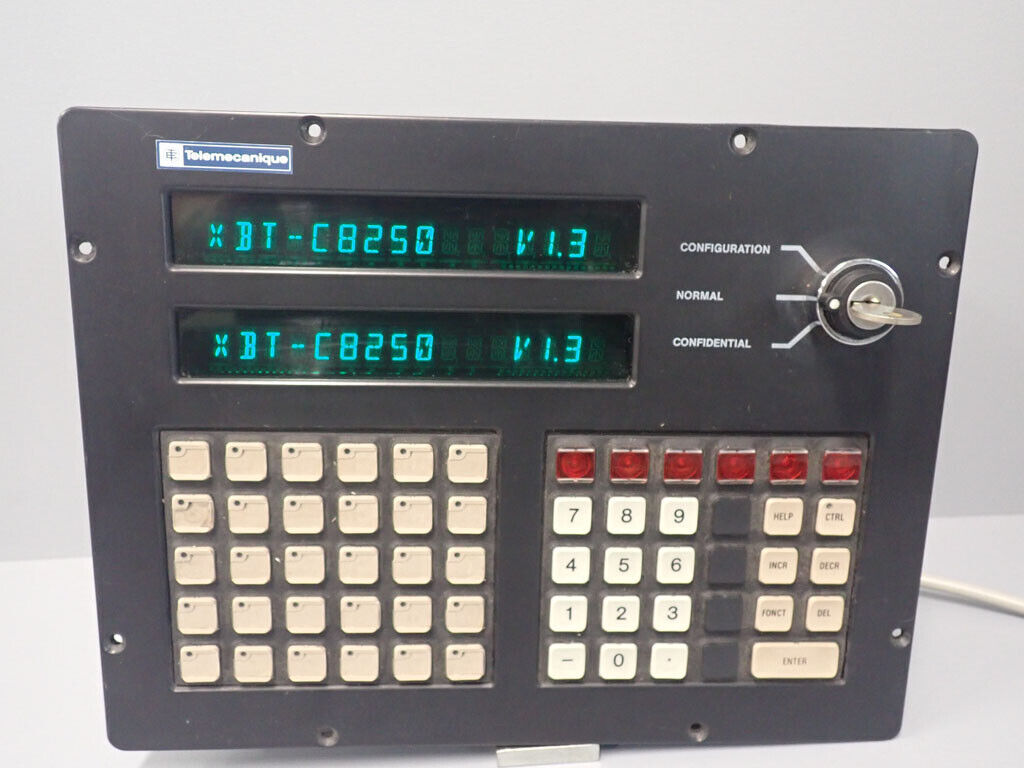 Telemecanique
XBT-C8250 V1.3
XBT-C8250 V1.3
CONFIGURATION
NORMAL
CONFIDENTIAL
7 8 9 HELP CTRL
4 5 6 INCR DECR
1 2 3 FONCT DEL
- 0 . ENTER